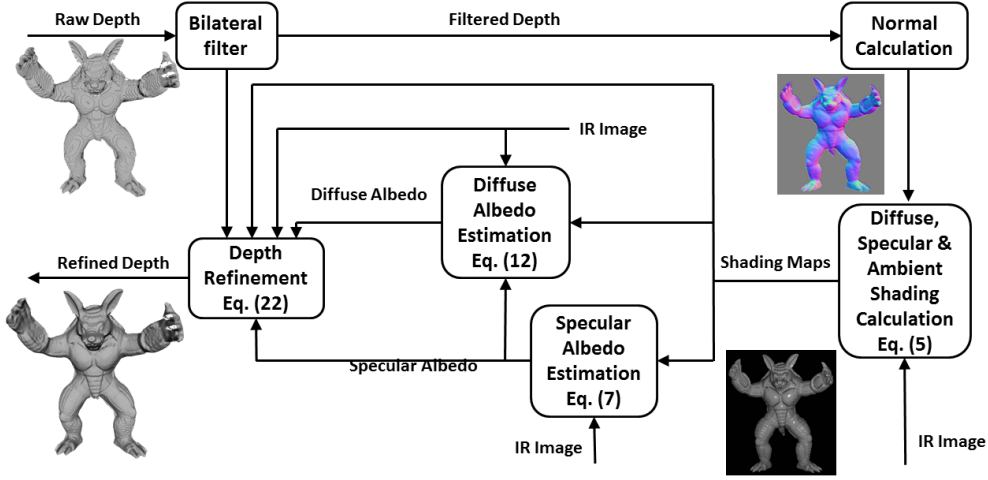 Raw Depth
Bilateral
filter
Filtered Depth
Normal
Calculation
IR Image
Diffuse Albedo
Diffuse
Albedo
Estimation
Eq. (12)
Diffuse,
Specular &
Ambient
Shading
Calculation
Eq. (5)
Shading Maps
Refined Depth
Depth
Refinement
Eq. (22)
Specular Albedo
Specular
Albedo
Estimation
Eq. (7)
IR Image
IR Image